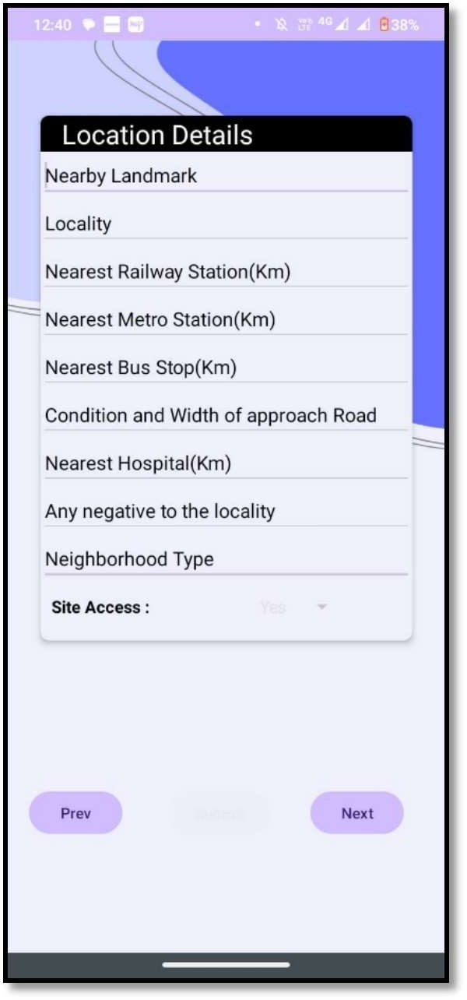 12:40
4G
38%
Location Details
Nearby Landmark
Locality
Nearest Railway Station(Km)
Nearest Metro Station(Km)
Nearest Bus Stop(Km)
Condition and Width of approach Road
Nearest Hospital(Km)
Any negative to the locality
Neighborhood Type
Site Access : Yes
Prev
Next